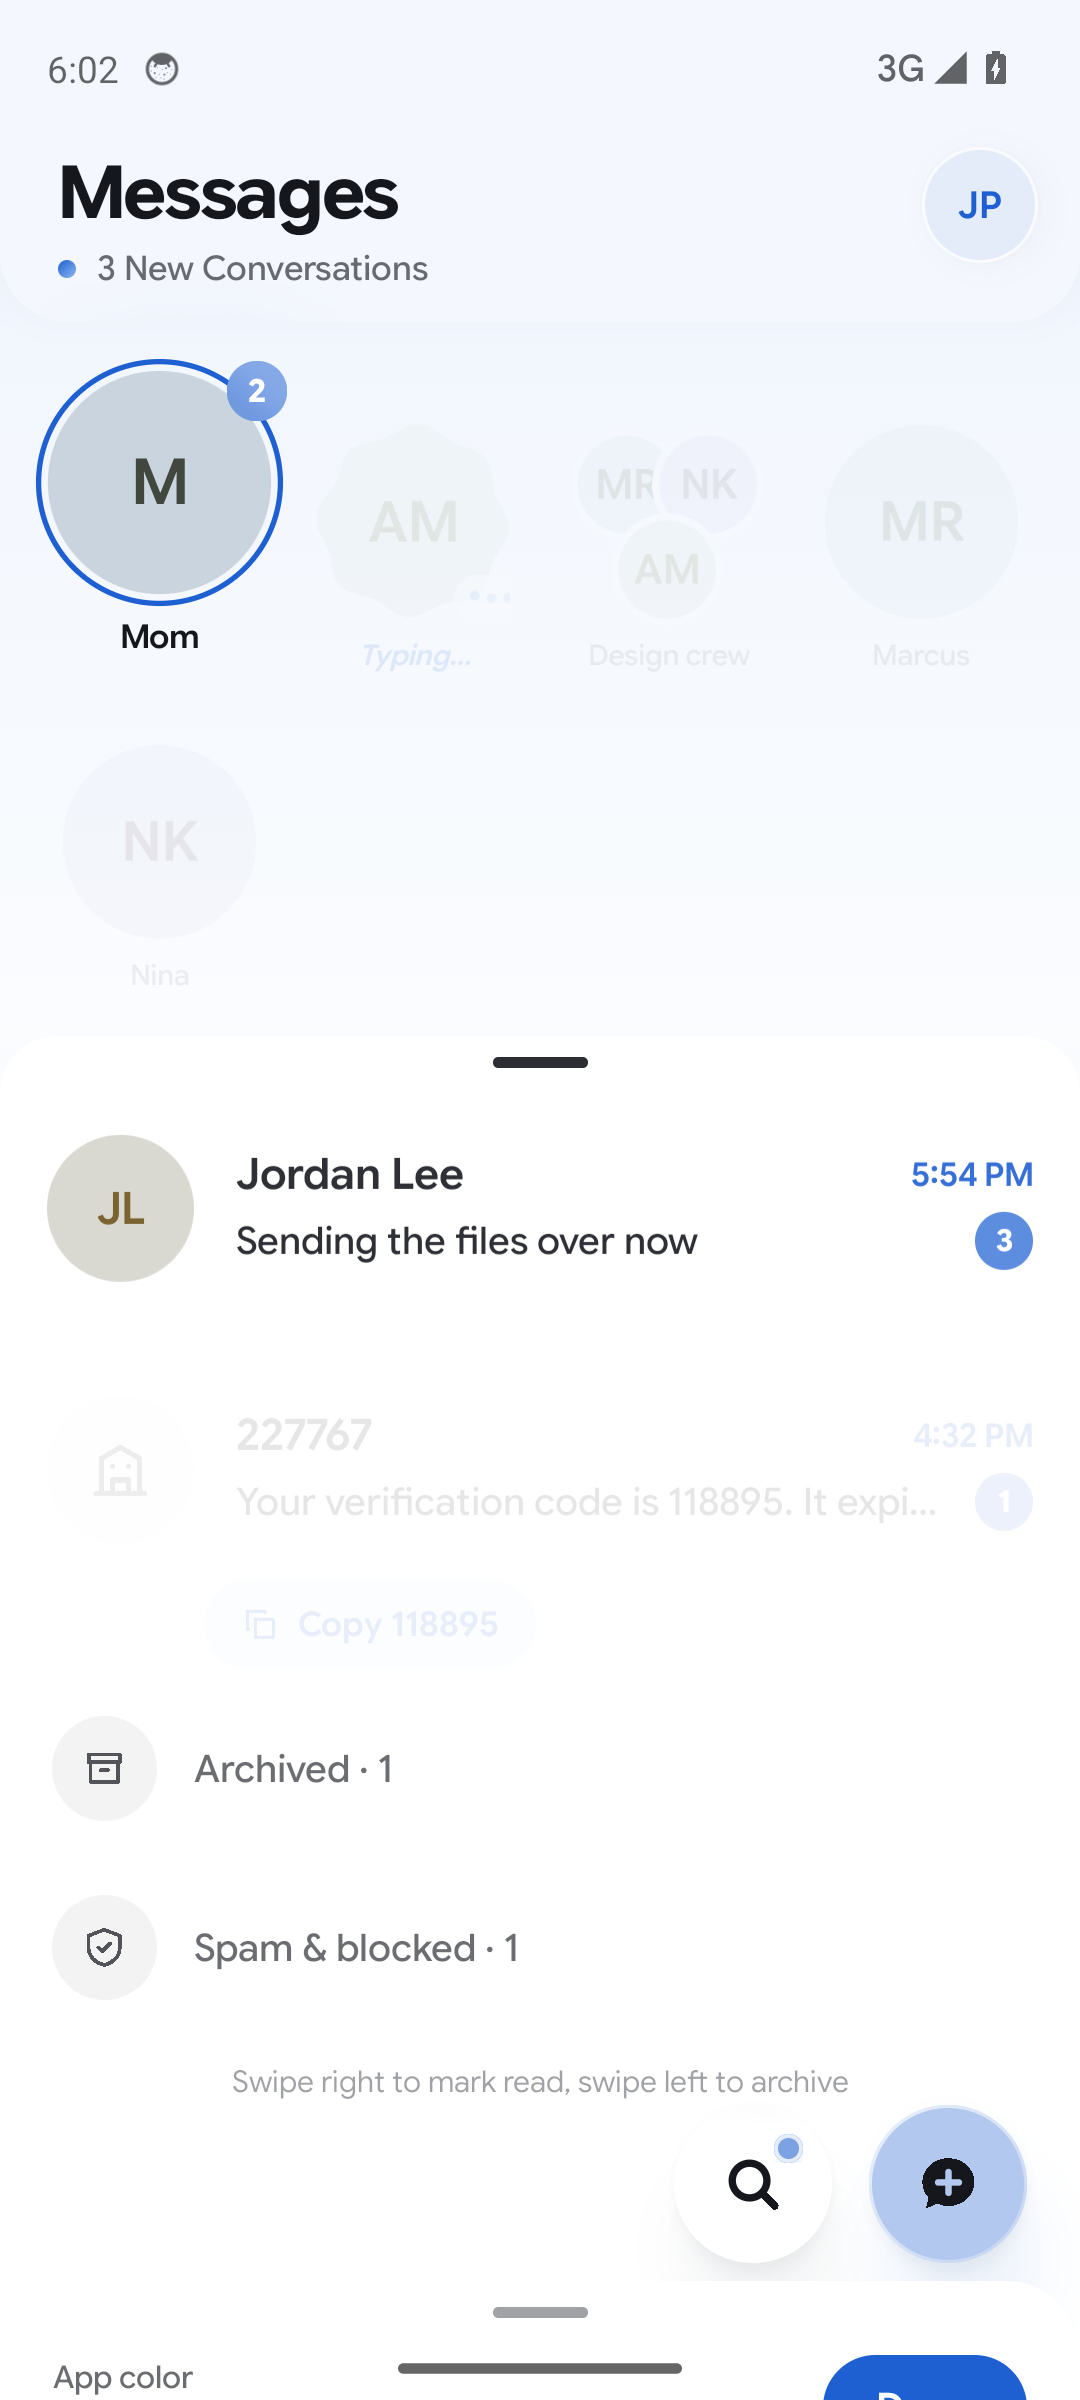 6:02
3G
Messages
JP
3 New Conversations
2
M
AM
MR
NK
AM
MR
Mom
Typing...
Design crew
Marcus
NK
Nina
JL
Jordan Lee
5:54 PM
Sending the files over now
3
227767
4:32 PM
Your verification code is 118895. It expi...
1
Copy 118895
Archived · 1
Spam & blocked · 1
Swipe right to mark read, swipe left to archive
App color